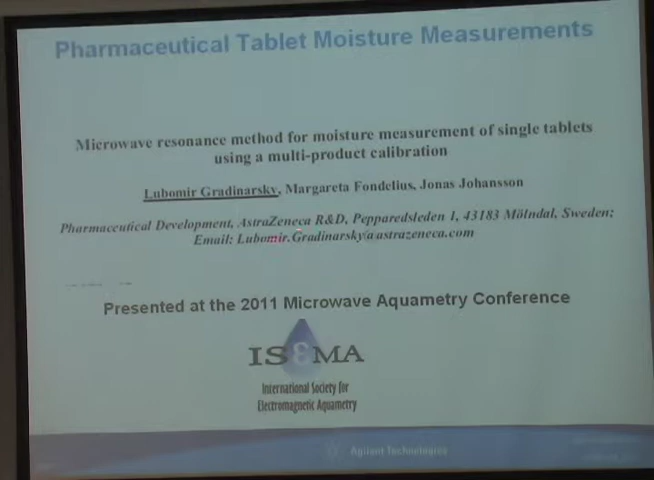 Pharmaceutical Tablet Moisture Measurements
Microwave resonance method for moisture measurement of single tablets
using a multi-product calibration
Lubomir Gradinarsky, Margareta Fondelius, Jonas Johansson
Pharmaceutical Development, AstraZeneca R&D, Pepparedsleden 1, 43183 Mölndal, Sweden;
Email: Lubomir.Gradinarsky@astrazeneca.com
Presented at the 2011 Microwave Aquametry Conference
ISεMA
International Society for
Electromagnetic Aquametry
Agilent Technologies